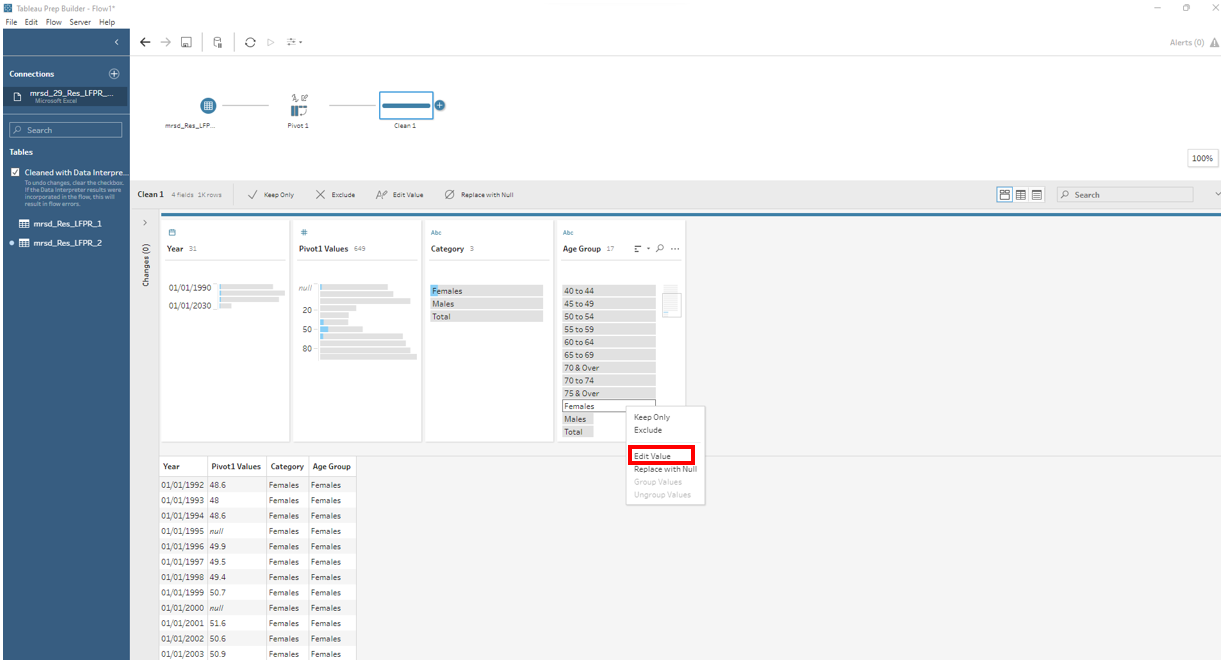 Tableau Prep Builder - Flow1*
File Edit Flow Server Help
Alerts (0)
Connections
mrsd_29_Res_LFPR_...
Microsoft Excel
Search
Tables
Cleaned with Data Interpre...
To undo changes, clear the checkbox.
If the Data Interpreter results were
incorporated in the flow, this will
result in flow errors.
mrsd_Res_LFPR_1
mrsd_Res_LFPR_2
mrsd_Res_LFP...
Pivot 1
Clean 1
100%
Clean 1 4 fields 1K rows Keep Only Exclude Edit Value Replace with Null Search
Changes (0)
Year 31
01/01/1990
01/01/2030
#
Pivot1 Values 649
null
20
50
80
Abc
Category 3
Females
Males
Total
Abc
Age Group 17
40 to 44
45 to 49
50 to 54
55 to 59
60 to 64
65 to 69
70 & Over
70 to 74
75 & Over
Females
Males
Total
Keep Only
Exclude
Edit Value
Replace with Null
Group Values
Ungroup Values
Year Pivot1 Values Category Age Group
01/01/1992 48.6 Females Females
01/01/1993 48 Females Females
01/01/1994 48.6 Females Females
01/01/1995 null Females Females
01/01/1996 49.9 Females Females
01/01/1997 49.5 Females Females
01/01/1998 49.4 Females Females
01/01/1999 50.7 Females Females
01/01/2000 null Females Females
01/01/2001 51.6 Females Females
01/01/2002 50.6 Females Females
01/01/2003 50.9 Females Females